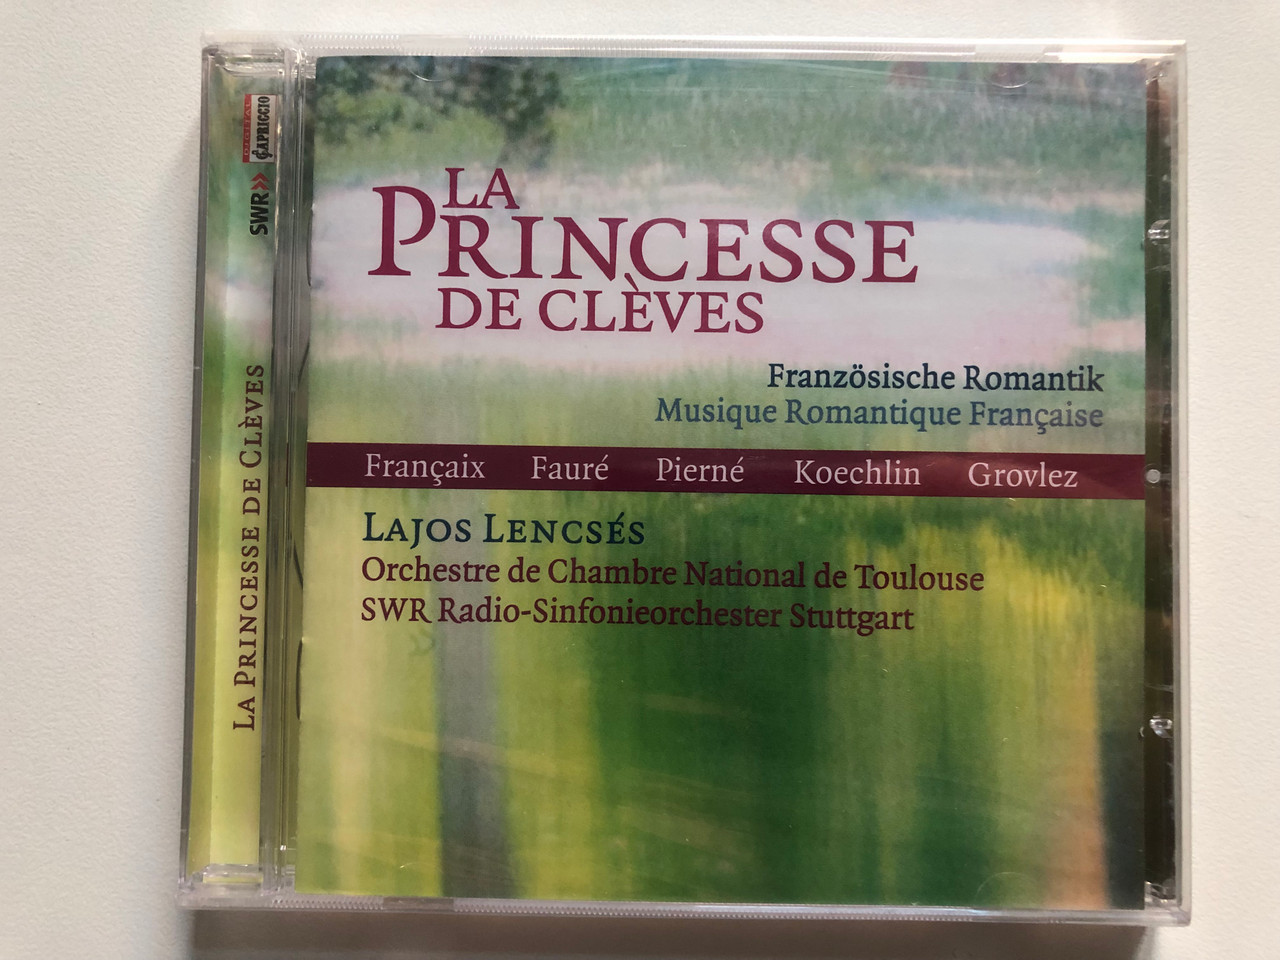 LA
PRINCESSE
DE CLÈVES
Französische Romantik
Musique Romantique Française
Françaix Fauré Pierné Koechlin Grovlez
LAJOS LENCSÉS
Orchestre de Chambre National de Toulouse
SWR Radio-Sinfonieorchester Stuttgart
LA PRINCESSE DE CLÈVES
SWR»
DIGITAL
CAPRICCIO